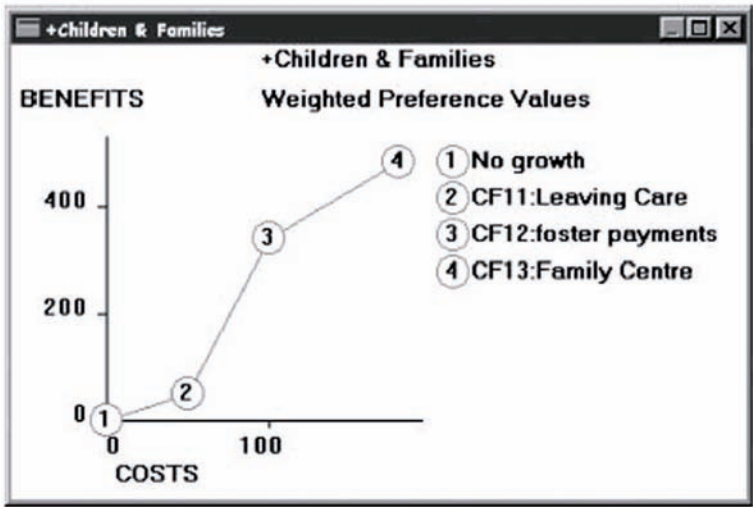 +Children & Families
+Children & Families
BENEFITS
Weighted Preference Values
400
200
0
0
100
COSTS
1
2
3
4
1 No growth
2 CF11:Leaving Care
3 CF12:foster payments
4 CF13:Family Centre